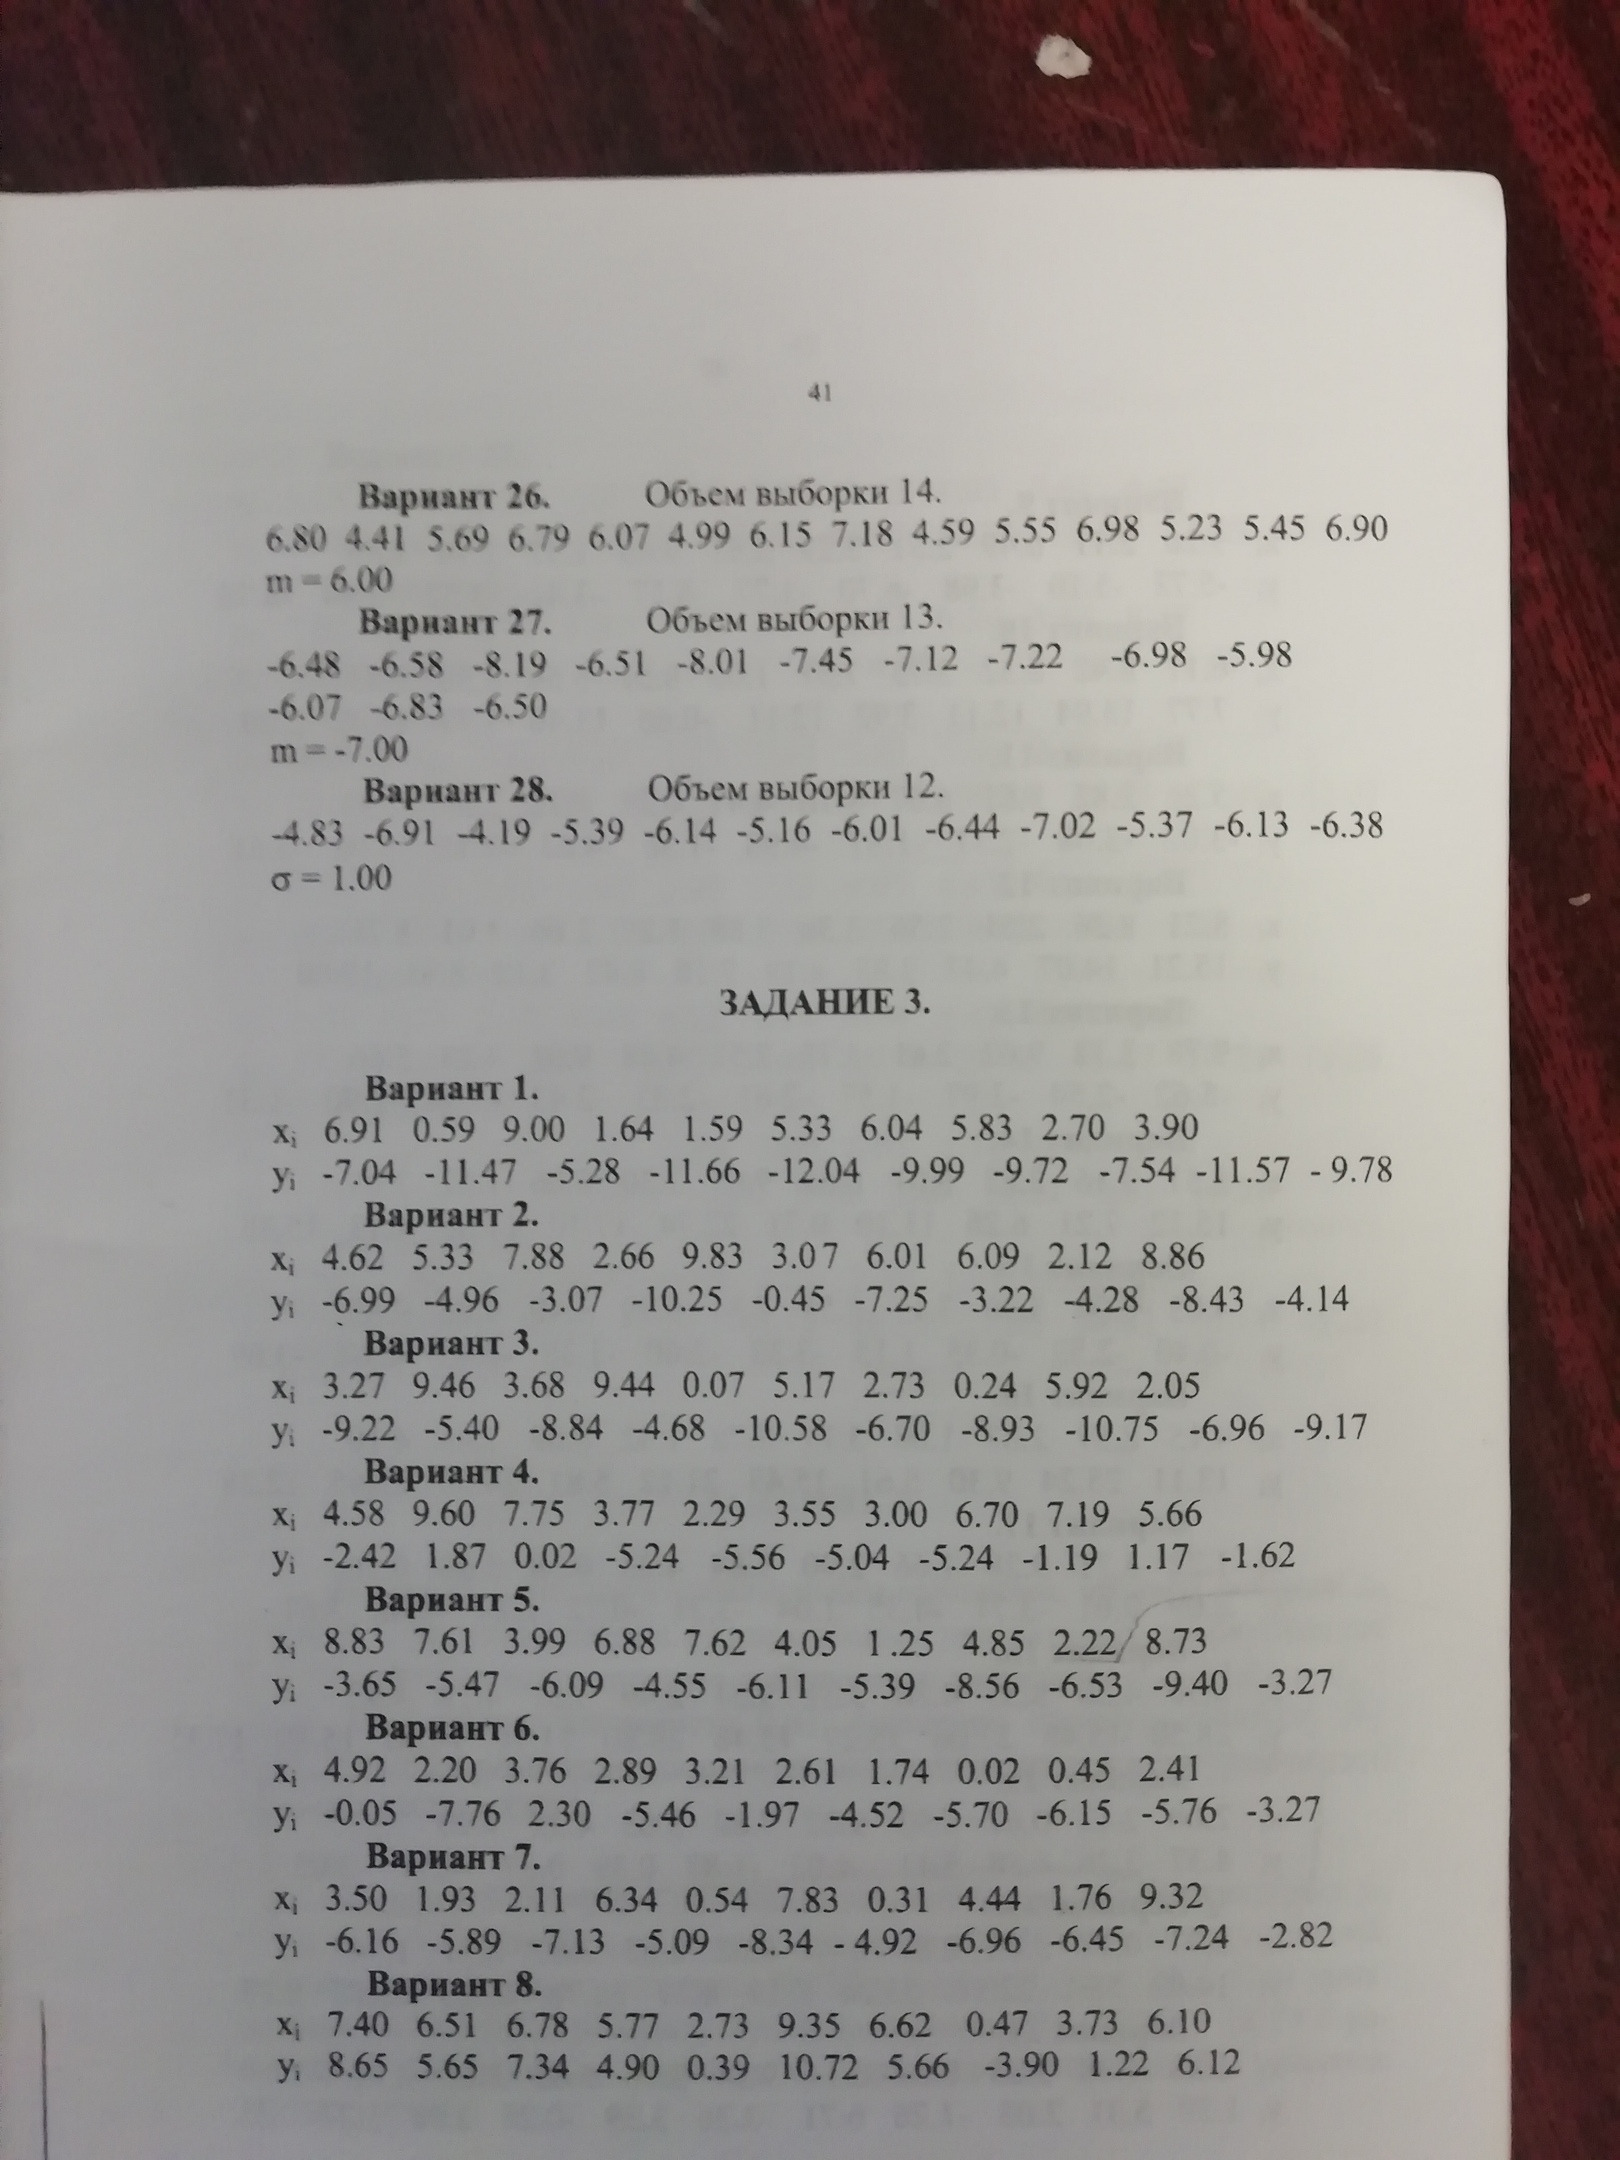 41
Вариант 26. Объем выборки 14.
6.80 4.41 5.69 6.79 6.07 4.99 6.15 7.18 4.59 5.55 6.98 5.23 5.45 6.90
m = 6.00
Вариант 27. Объем выборки 13.
-6.48 -6.58 -8.19 -6.51 -8.01 -7.45 -7.12 -7.22 -6.98 -5.98
-6.07 -6.83 -6.50
m = -7.00
Вариант 28. Объем выборки 12.
-4.83 -6.91 -4.19 -5.39 -6.14 -5.16 -6.01 -6.44 -7.02 -5.37 -6.13 -6.38
σ = 1.00
ЗАДАНИЕ 3.
Вариант 1.
xi 6.91 0.59 9.00 1.64 1.59 5.33 6.04 5.83 2.70 3.90
yi -7.04 -11.47 -5.28 -11.66 -12.04 -9.99 -9.72 -7.54 -11.57 - 9.78
Вариант 2.
xi 4.62 5.33 7.88 2.66 9.83 3.07 6.01 6.09 2.12 8.86
yi -6.99 -4.96 -3.07 -10.25 -0.45 -7.25 -3.22 -4.28 -8.43 -4.14
Вариант 3.
xi 3.27 9.46 3.68 9.44 0.07 5.17 2.73 0.24 5.92 2.05
yi -9.22 -5.40 -8.84 -4.68 -10.58 -6.70 -8.93 -10.75 -6.96 -9.17
Вариант 4.
xi 4.58 9.60 7.75 3.77 2.29 3.55 3.00 6.70 7.19 5.66
yi -2.42 1.87 0.02 -5.24 -5.56 -5.04 -5.24 -1.19 1.17 -1.62
Вариант 5.
xi 8.83 7.61 3.99 6.88 7.62 4.05 1.25 4.85 2.22 8.73
yi -3.65 -5.47 -6.09 -4.55 -6.11 -5.39 -8.56 -6.53 -9.40 -3.27
Вариант 6.
xi 4.92 2.20 3.76 2.89 3.21 2.61 1.74 0.02 0.45 2.41
yi -0.05 -7.76 2.30 -5.46 -1.97 -4.52 -5.70 -6.15 -5.76 -3.27
Вариант 7.
xi 3.50 1.93 2.11 6.34 0.54 7.83 0.31 4.44 1.76 9.32
yi -6.16 -5.89 -7.13 -5.09 -8.34 - 4.92 -6.96 -6.45 -7.24 -2.82
Вариант 8.
xi 7.40 6.51 6.78 5.77 2.73 9.35 6.62 0.47 3.73 6.10
yi 8.65 5.65 7.34 4.90 0.39 10.72 5.66 -3.90 1.22 6.12